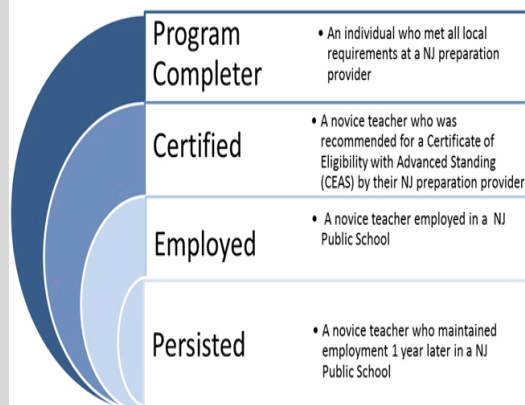 Program
Completer
• An individual who met all local
requirements at a NJ preparation
provider
Certified
• A novice teacher who was
recommended for a Certificate of
Eligibility with Advanced Standing
(CEAS) by their NJ preparation provider
Employed
• A novice teacher employed in a NJ
Public School
Persisted
• A novice teacher who maintained
employment 1 year later in a NJ
Public School